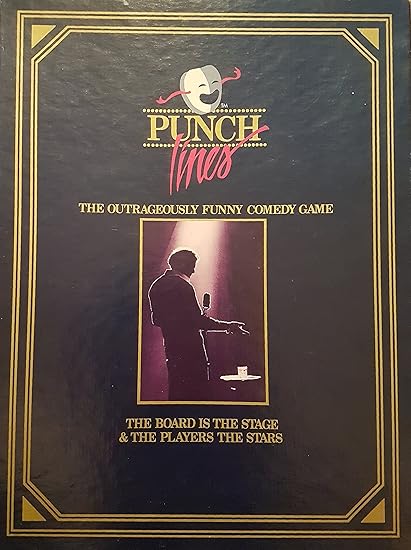 ™
PUNCH
lines
THE OUTRAGEOUSLY FUNNY COMEDY GAME
THE BOARD IS THE STAGE
& THE PLAYERS THE STARS